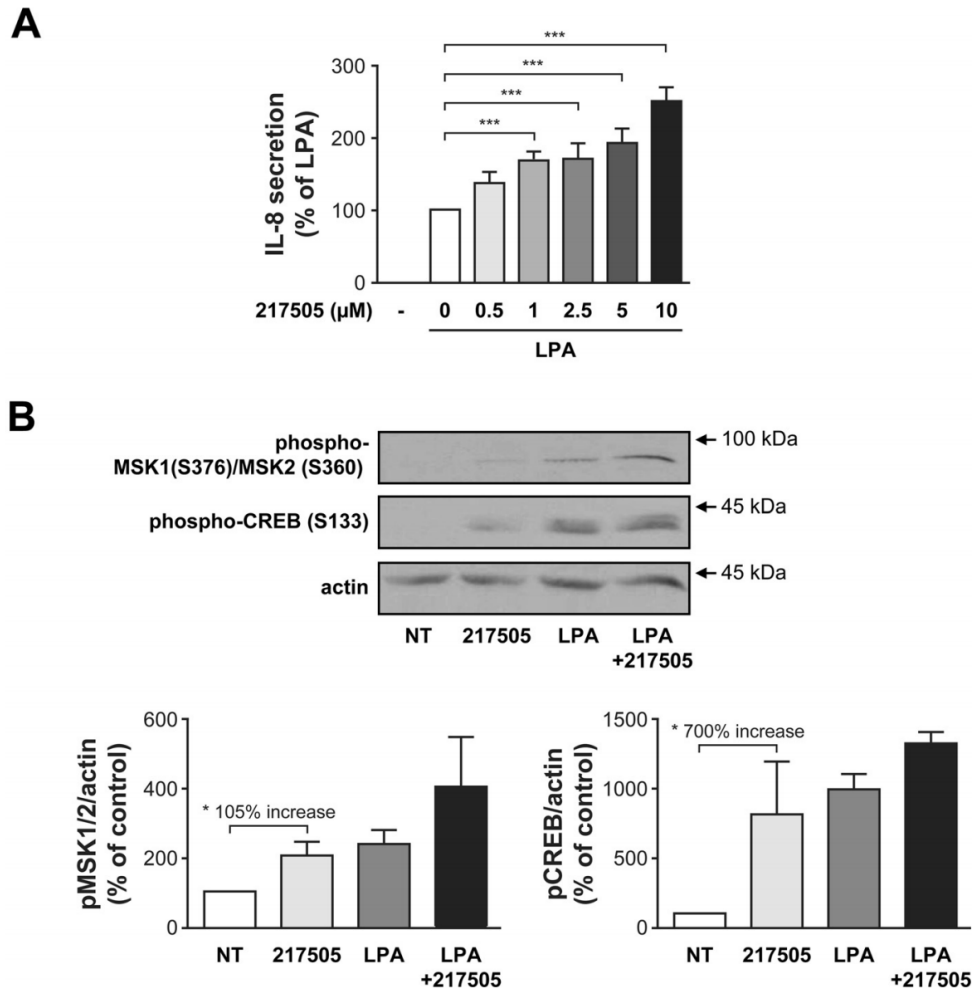 A
***
***
***
***
IL-8 secretion
(% of LPA)
300
200
100
0
217505 (µM) - 0 0.5 1 2.5 5 10
LPA
B
phospho-
MSK1(S376)/MSK2 (S360)
100 kDa
phospho-CREB (S133)
45 kDa
actin
45 kDa
NT 217505 LPA LPA
+217505
pMSK1/2/actin
(% of control)
600
400
200
0
* 105% increase
NT 217505 LPA LPA
+217505
pCREB/actin
(% of control)
1500
1000
500
0
* 700% increase
NT 217505 LPA LPA
+217505